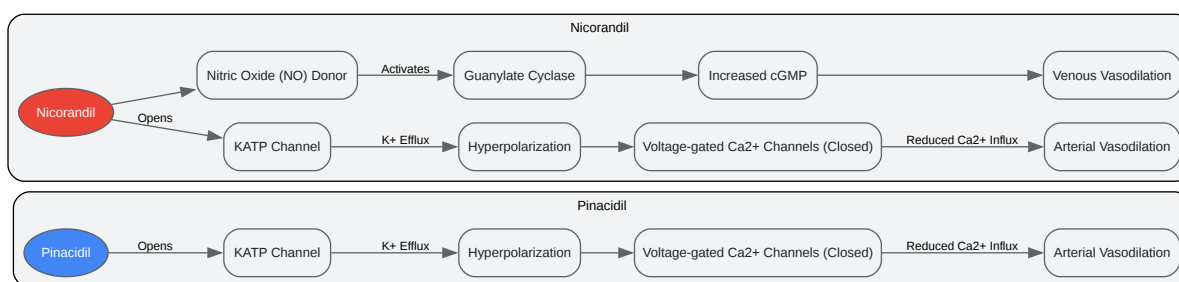 Nicorandil
Nitric Oxide (NO) Donor
Activates
Guanylate Cyclase
Increased cGMP
Venous Vasodilation
Nicorandil
Opens
KATP Channel
K+ Efflux
Hyperpolarization
Voltage-gated Ca2+ Channels (Closed)
Reduced Ca2+ Influx
Arterial Vasodilation
Pinacidil
Pinacidil
Opens
KATP Channel
K+ Efflux
Hyperpolarization
Voltage-gated Ca2+ Channels (Closed)
Reduced Ca2+ Influx
Arterial Vasodilation